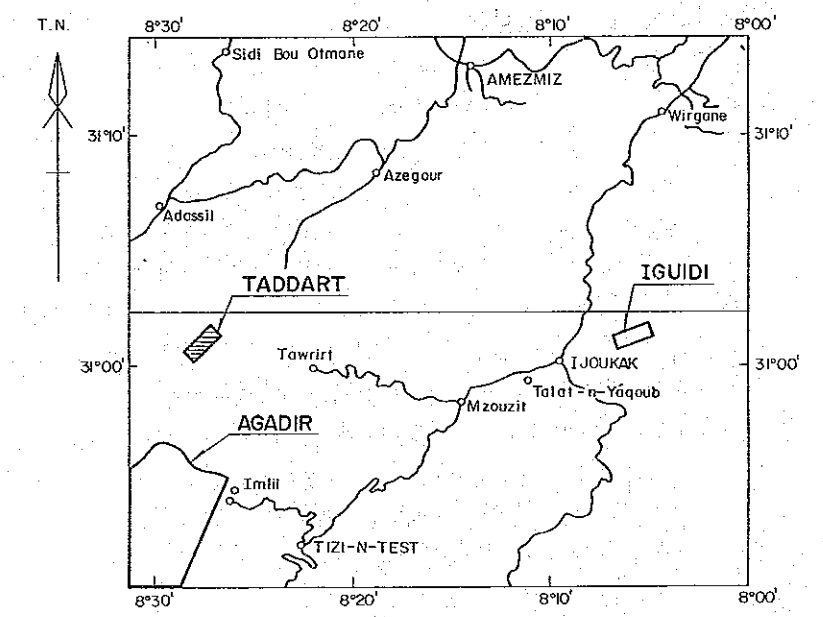 T.N.
8°30' 8°20' 8°10' 8°00'
Sidi Bou Otmane
AMEZMIZ
Wirgane
31°10' 31°10'
Azegour
Adassil
TADDART IGUIDI
Tawrirt
31°00' IJOUKAK 31°00'
Talat-n-Yaqoub
Mzouzit
AGADIR
Imlil
TIZI-N-TEST
8°30' 8°20' 8°10' 8°00'